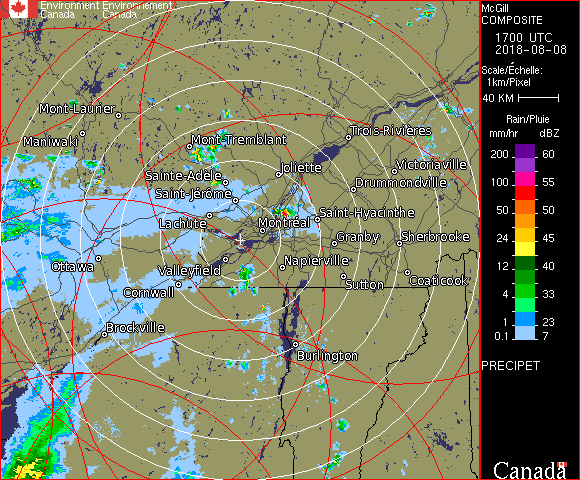 Environment Environnement
Canada Canada
McGill
COMPOSITE
1700 UTC
2018-08-08
Scale/Échelle:
1km/Pixel
40 KM
Rain/Pluie
mm/hr dBZ
200 60
100 55
50 50
24 45
12 40
4 33
1 23
0.1 7
PRECIPET
Canada
Mont-Laurier
Maniwaki
Mont-Tremblant
Trois-Rivières
Joliette
Victoriaville
Sainte-Adèle
Drummondville
Saint-Jérôme
Saint-Hyacinthe
Lachute
Montréal
Granby
Sherbrooke
Ottawa
Valleyfield
Napierville
Cornwall
Sutton
Coaticook
Brockville
Burlington